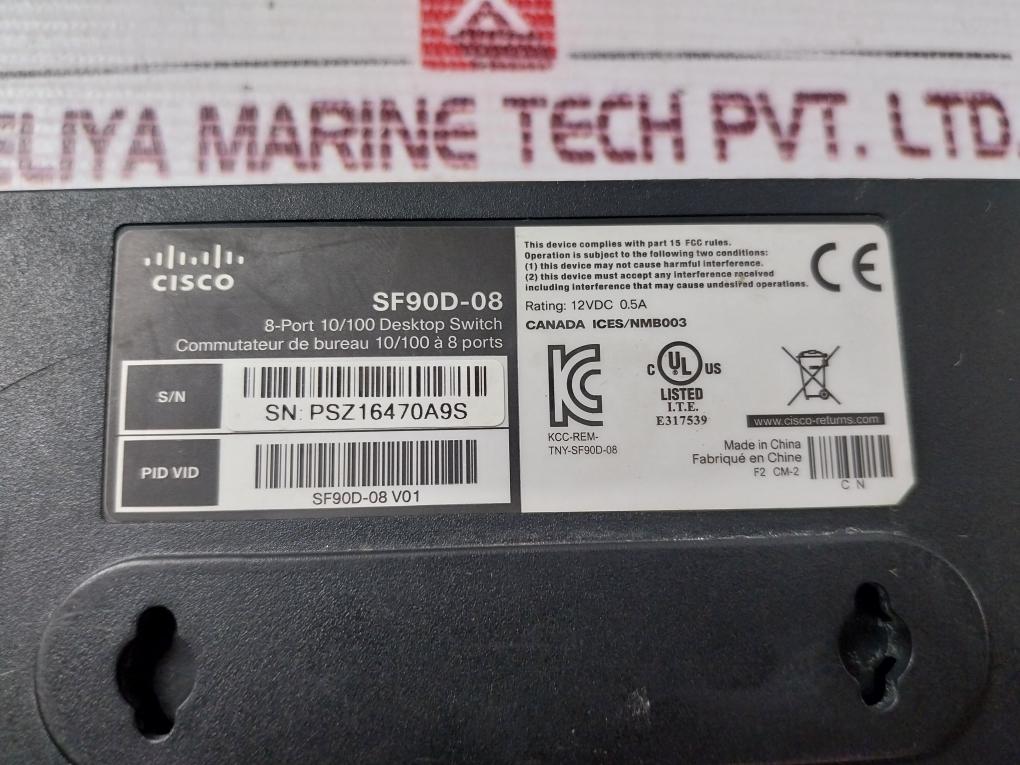 ELIYA MARINE TECH PVT. LTD.
CISCO
SF90D-08
8-Port 10/100 Desktop Switch
Commutateur de bureau 10/100 à 8 ports
S/N
SN: PSZ16470A9S
PID VID
SF90D-08 V01
This device complies with part 15 FCC rules.
Operation is subject to the following two conditions:
(1) this device may not cause harmful interference.
(2) this device must accept any interference received
including interference that may cause undesired operations.
CE
Rating: 12VDC 0.5A
CANADA ICES/NMB003
KC
KCC-REM-
TNY-SF90D-08
C UL US
LISTED
I.T.E.
E317539
www.cisco-returns.com
Made in China
Fabriqué en Chine
F2 CM-2
C N